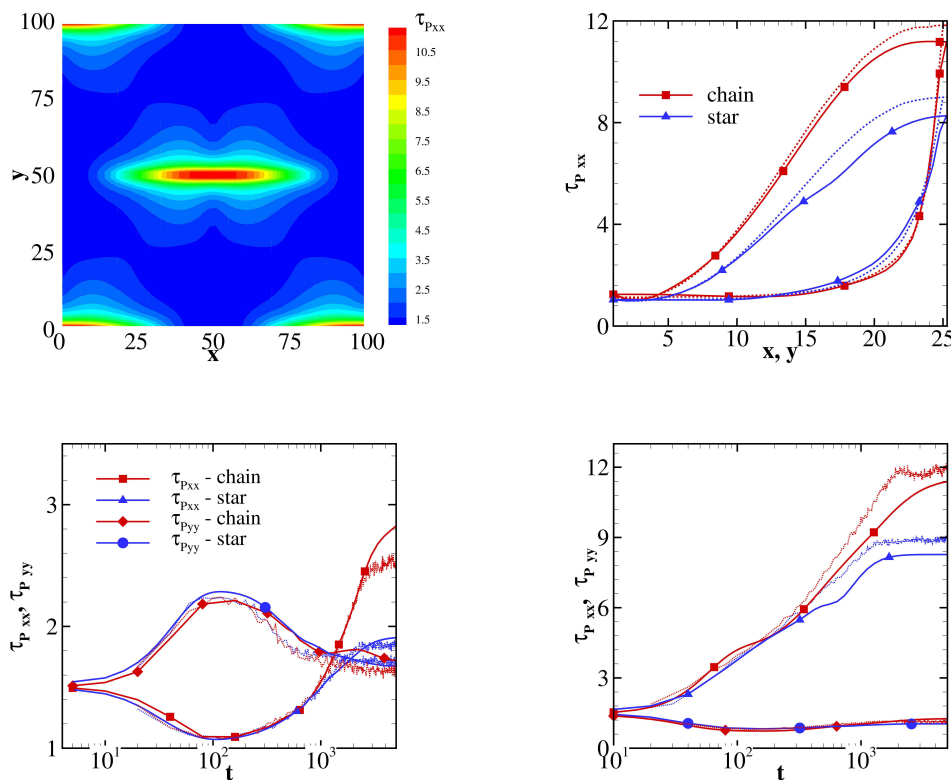 τPxx
100
75
50
25
0
y
0
25
50
75
100
x
10.5
9.5
8.5
7.5
6.5
5.5
4.5
3.5
2.5
1.5
12
8
4
0
τP xx
chain
star
5
10
15
20
25
x, y
3
2
1
τP xx, τP yy
τPxx - chain
τPxx - star
τPyy - chain
τPyy - star
10¹
10²
10³
t
12
9
6
3
0
τP xx, τP yy
10¹
10²
10³
t